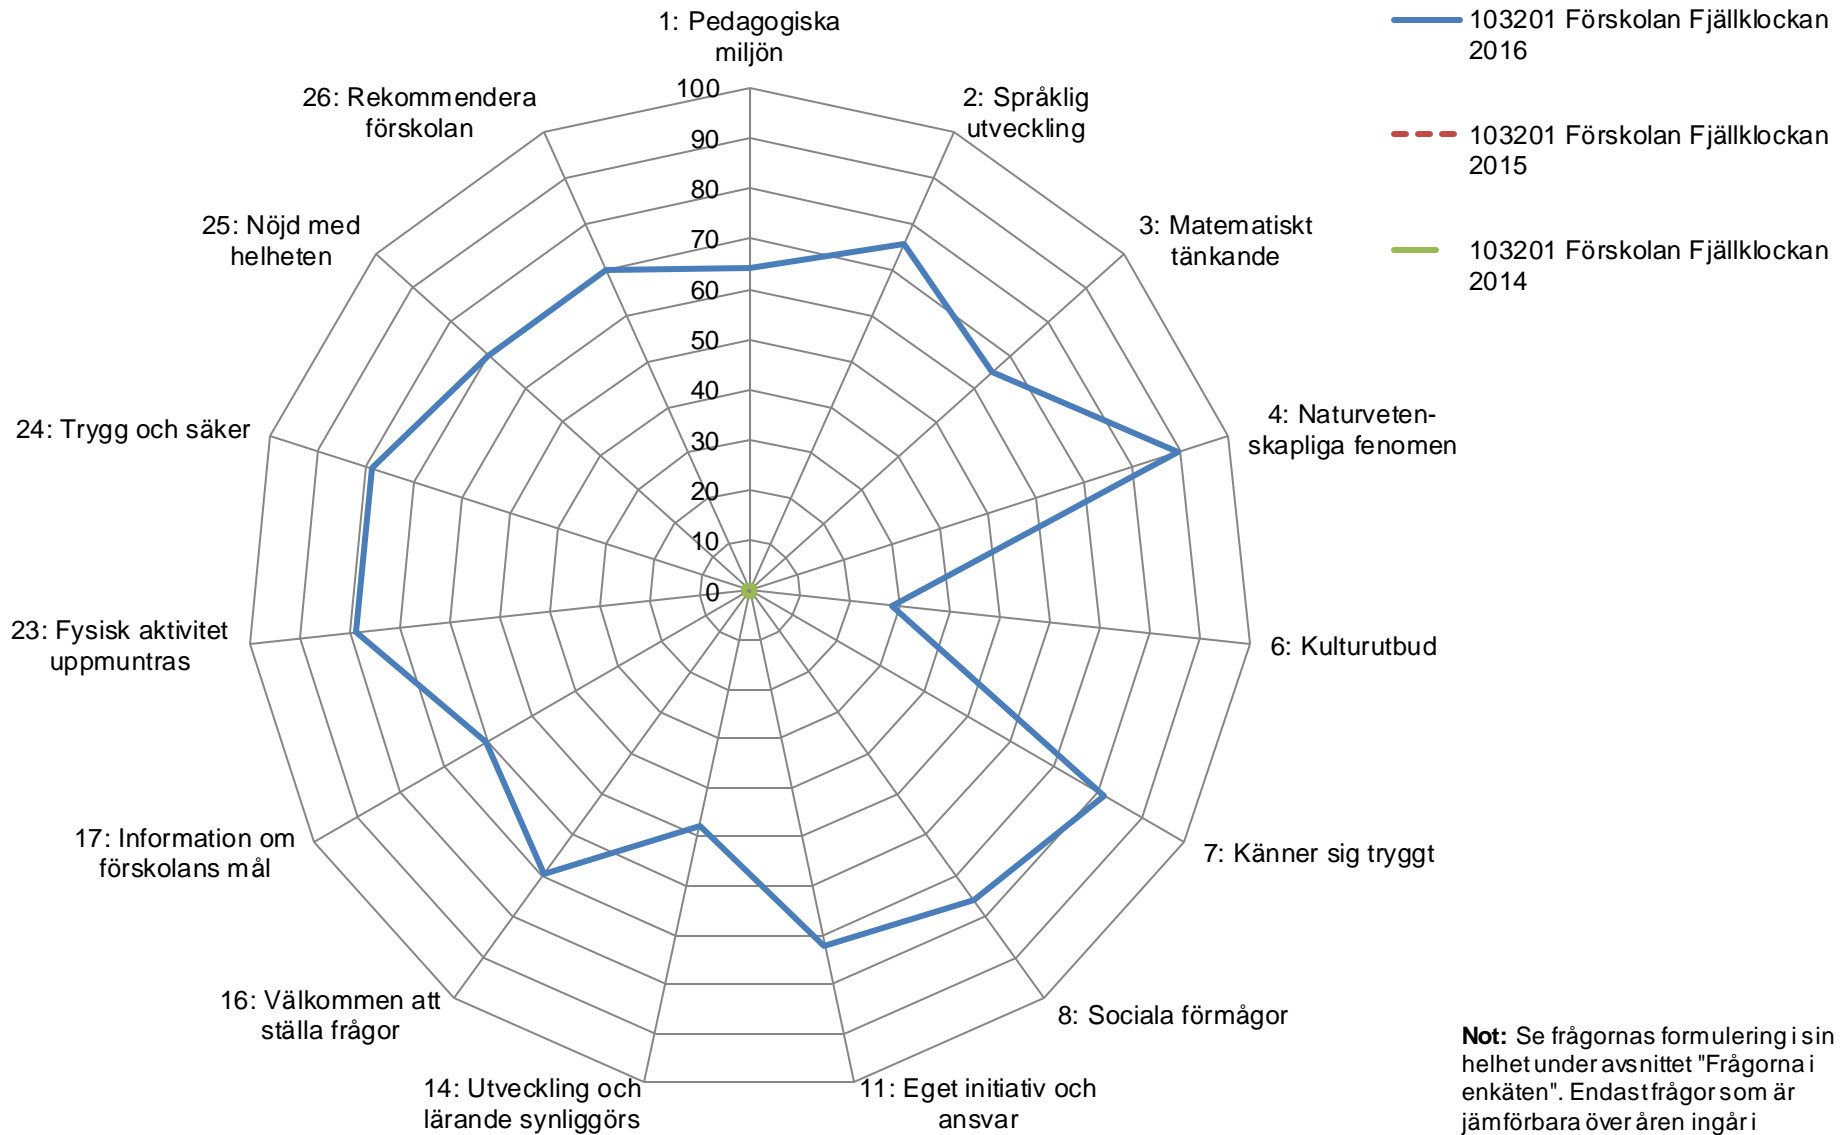 1: Pedagogiska
miljön
2: Språklig
utveckling
3: Matematiskt
tänkande
4: Naturveten-
skapliga fenomen
6: Kulturutbud
7: Känner sig tryggt
8: Sociala förmågor
11: Eget initiativ och
ansvar
14: Utveckling och
lärande synliggörs
16: Välkommen att
ställa frågor
17: Information om
förskolans mål
23: Fysisk aktivitet
uppmuntras
24: Trygg och säker
25: Nöjd med
helheten
26: Rekommendera
förskolan
100
90
80
70
60
50
40
30
20
10
0
103201 Förskolan Fjällklockan
2016
103201 Förskolan Fjällklockan
2015
103201 Förskolan Fjällklockan
2014
Not: Se frågornas formulering i sin
helhet under avsnittet "Frågorna i
enkäten". Endast frågor som är
jämförbara över åren ingår i